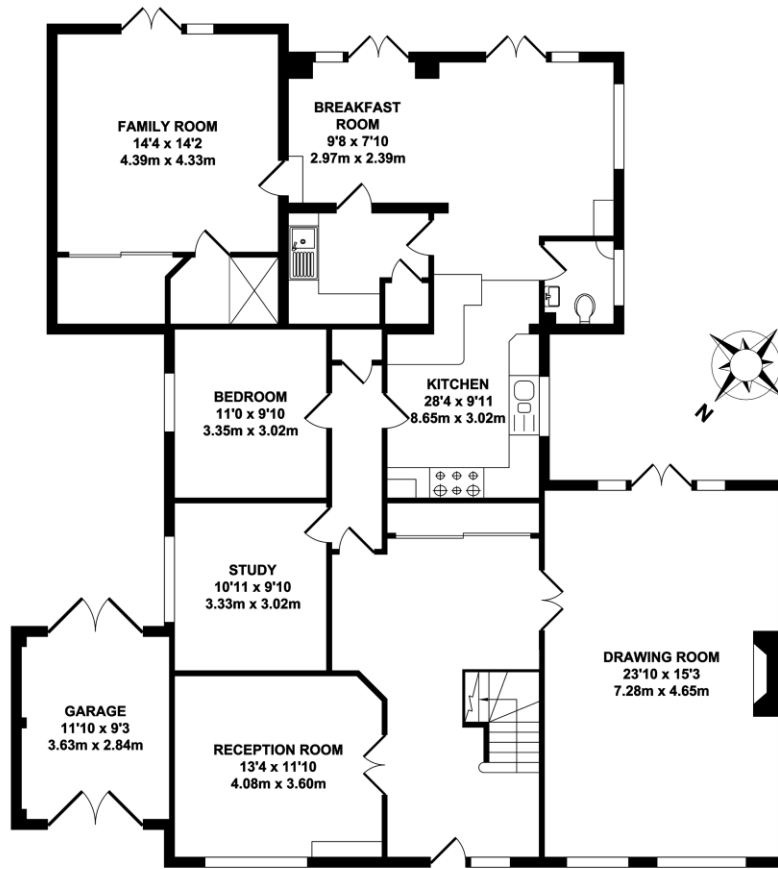 FAMILY ROOM
14'4 x 14'2
4.39m x 4.33m
BREAKFAST
ROOM
9'8 x 7'10
2.97m x 2.39m
BEDROOM
11'0 x 9'10
3.35m x 3.02m
KITCHEN
28'4 x 9'11
8.65m x 3.02m
N
STUDY
10'11 x 9'10
3.33m x 3.02m
GARAGE
11'10 x 9'3
3.63m x 2.84m
RECEPTION ROOM
13'4 x 11'10
4.08m x 3.60m
DRAWING ROOM
23'10 x 15'3
7.28m x 4.65m